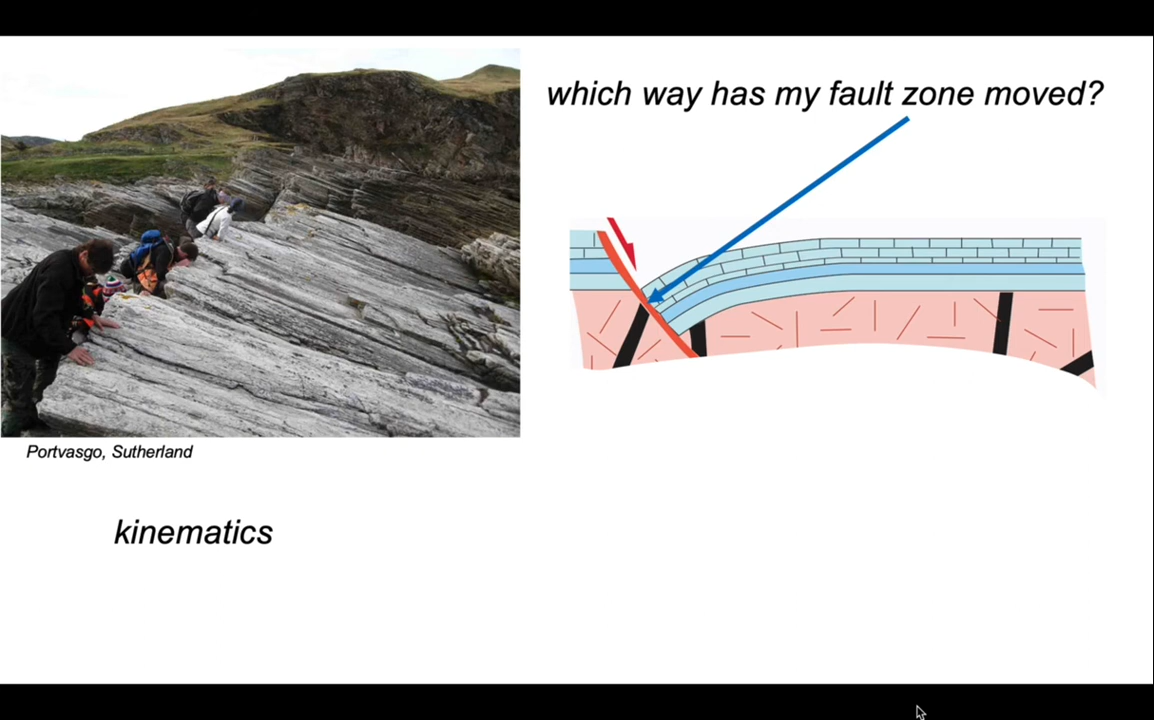 which way has my fault zone moved?
Portvasgo, Sutherland
kinematics